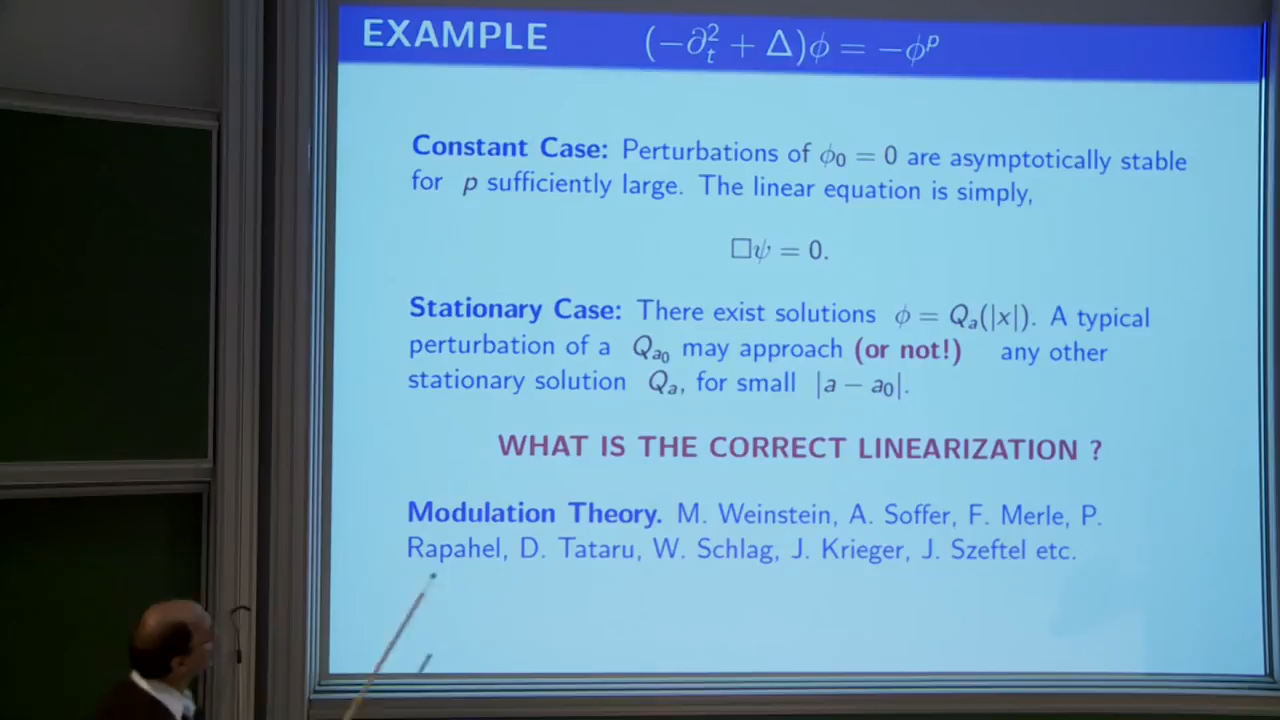 EXAMPLE (−∂ₜ² + Δ)ϕ = −ϕᵖ
Constant Case: Perturbations of ϕ₀ = 0 are asymptotically stable
for p sufficiently large. The linear equation is simply,
□ψ = 0.
Stationary Case: There exist solutions ϕ = Qₐ(|x|). A typical
perturbation of a Qₐ₀ may approach (or not!) any other
stationary solution Qₐ, for small |a − a₀|.
WHAT IS THE CORRECT LINEARIZATION ?
Modulation Theory. M. Weinstein, A. Soffer, F. Merle, P.
Rapahel, D. Tataru, W. Schlag, J. Krieger, J. Szeftel etc.